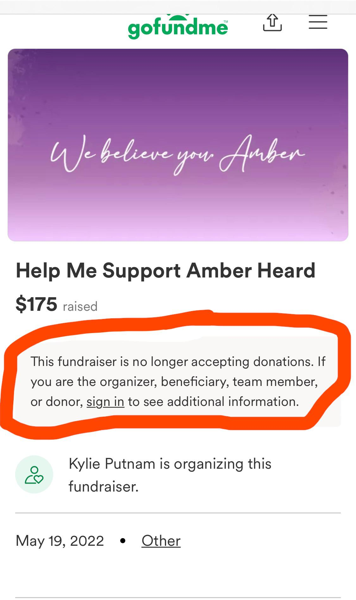 gofundme™
We believe you Amber
Help Me Support Amber Heard
$175 raised
This fundraiser is no longer accepting donations. If
you are the organizer, beneficiary, team member,
or donor, sign in to see additional information.
Kylie Putnam is organizing this
fundraiser.
May 19, 2022 • Other